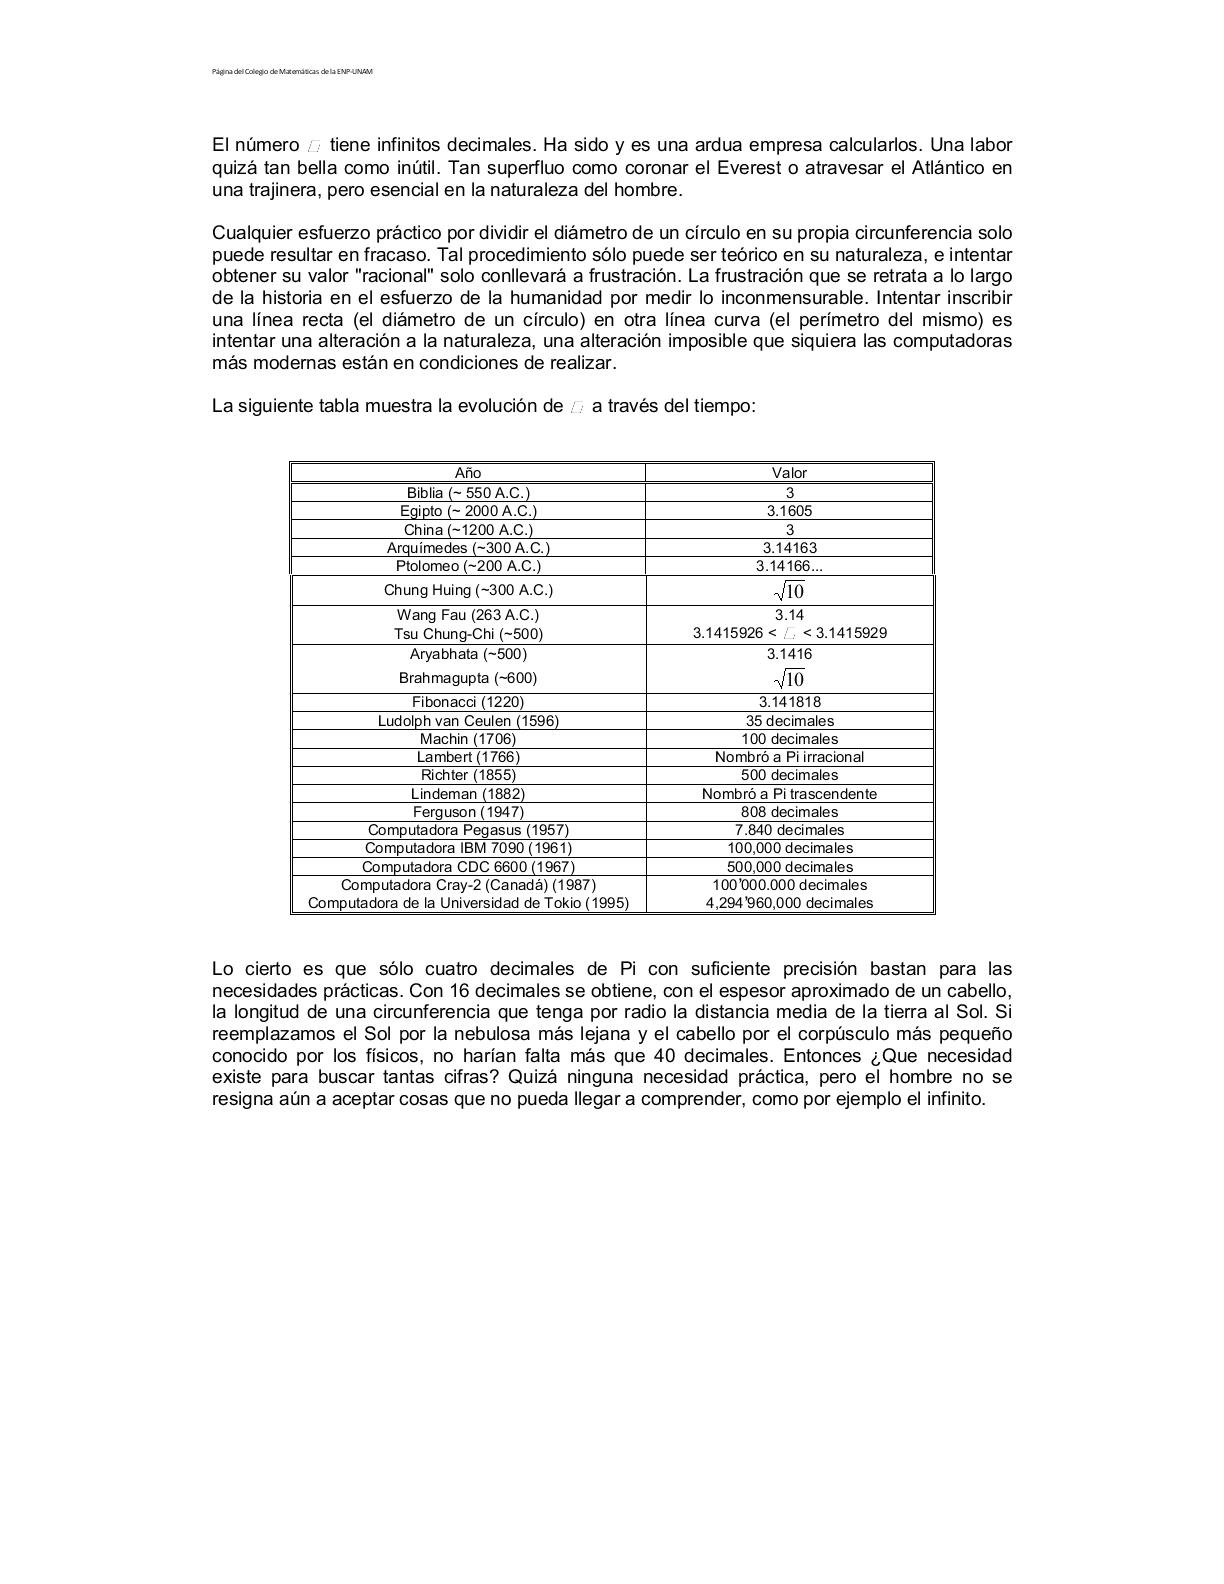 Página del Colegio de Matemáticas de la ENP-UNAM
El número tiene infinitos decimales. Ha sido y es una ardua empresa calcularlos. Una labor
quizá tan bella como inútil. Tan superfluo como coronar el Everest o atravesar el Atlántico en
una trajinera, pero esencial en la naturaleza del hombre.
Cualquier esfuerzo práctico por dividir el diámetro de un círculo en su propia circunferencia solo
puede resultar en fracaso. Tal procedimiento sólo puede ser teórico en su naturaleza, e intentar
obtener su valor "racional" solo conllevará a frustración. La frustración que se retrata a lo largo
de la historia en el esfuerzo de la humanidad por medir lo inconmensurable. Intentar inscribir
una línea recta (el diámetro de un círculo) en otra línea curva (el perímetro del mismo) es
intentar una alteración a la naturaleza, una alteración imposible que siquiera las computadoras
más modernas están en condiciones de realizar.
La siguiente tabla muestra la evolución de a través del tiempo:
Año Valor
Biblia (~ 550 A.C.) 3
Egipto (~ 2000 A.C.) 3.1605
China (~1200 A.C.) 3
Arquímedes (~300 A.C.) 3.14163
Ptolomeo (~200 A.C.) 3.14166...
Chung Huing (~300 A.C.) √10
Wang Fau (263 A.C.) 3.14
Tsu Chung-Chi (~500) 3.1415926 < < 3.1415929
Aryabhata (~500) 3.1416
Brahmagupta (~600) √10
Fibonacci (1220) 3.141818
Ludolph van Ceulen (1596) 35 decimales
Machin (1706) 100 decimales
Lambert (1766) Nombró a Pi irracional
Richter (1855) 500 decimales
Lindeman (1882) Nombró a Pi trascendente
Ferguson (1947) 808 decimales
Computadora Pegasus (1957) 7.840 decimales
Computadora IBM 7090 (1961) 100,000 decimales
Computadora CDC 6600 (1967) 500,000 decimales
Computadora Cray-2 (Canadá) (1987) 100'000.000 decimales
Computadora de la Universidad de Tokio (1995) 4,294'960,000 decimales
Lo cierto es que sólo cuatro decimales de Pi con suficiente precisión bastan para las
necesidades prácticas. Con 16 decimales se obtiene, con el espesor aproximado de un cabello,
la longitud de una circunferencia que tenga por radio la distancia media de la tierra al Sol. Si
reemplazamos el Sol por la nebulosa más lejana y el cabello por el corpúsculo más pequeño
conocido por los físicos, no harían falta más que 40 decimales. Entonces ¿Que necesidad
existe para buscar tantas cifras? Quizá ninguna necesidad práctica, pero el hombre no se
resigna aún a aceptar cosas que no pueda llegar a comprender, como por ejemplo el infinito.